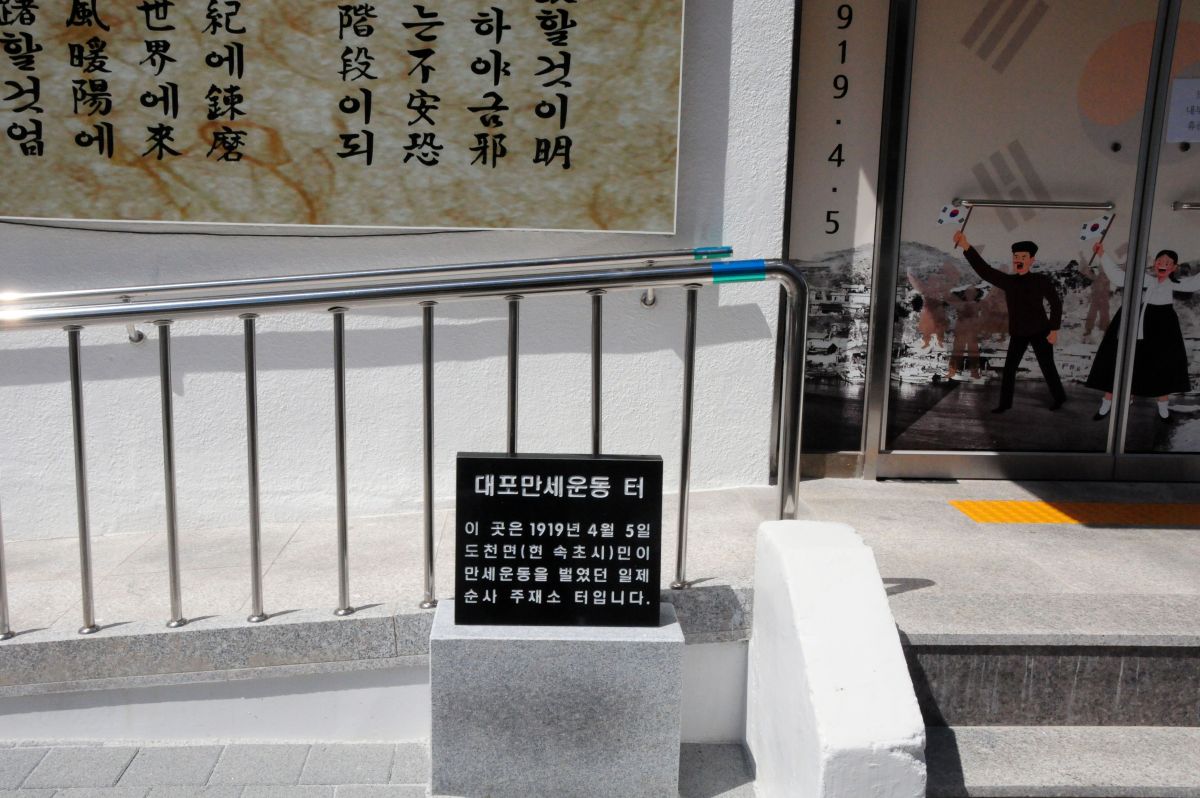 할것이明
하야금邪
는不安恐
階段이되
紀에鍊磨
世界에來
風暖陽에
躇할것업
919.4.5
대포만세운동 터
이 곳은 1919년 4월 5일
도천면(현 속초시)민이
만세운동을 벌였던 일제
순사 주재소 터입니다.